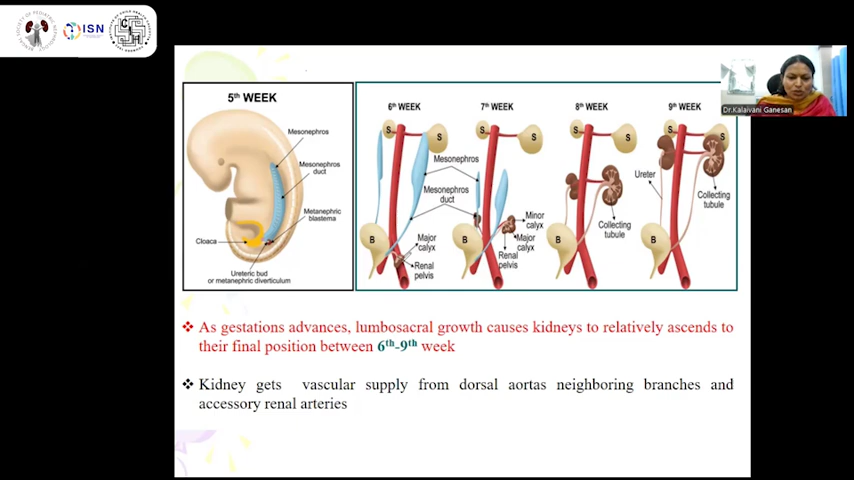 ISN
Dr.Kalaivani Ganesan
5th WEEK
Mesonephros
Mesonephros
duct
Metanephric
blastema
Cloaca
Ureteric bud
or metanephric diverticulum
6th WEEK
7th WEEK
8th WEEK
9th WEEK
S
S
S
S
S
S
S
Mesonephros
Mesonephros
duct
Ureter
Collecting
tubule
Minor
calyx
Major
calyx
Collecting
tubule
B
B
B
B
Major
calyx
Renal
pelvis
Renal
pelvis
❖ As gestations advances, lumbosacral growth causes kidneys to relatively ascends to
their final position between 6th-9th week
❖ Kidney gets vascular supply from dorsal aortas neighboring branches and
accessory renal arteries